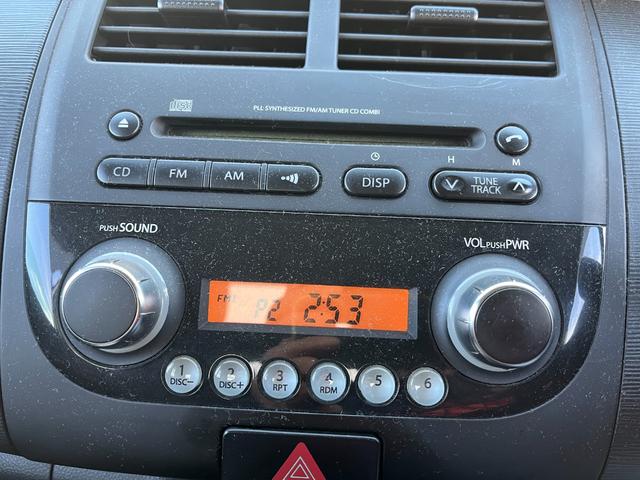 PLL SYNTHESIZED FM/AM TUNER CD COMBI
CD FM AM DISP H TUNE TRACK M
PUSH SOUND
VOL PUSH PWR
FM1 P2 2:53
1 DISC- 2 DISC+ 3 RPT 4 RDM 5 6